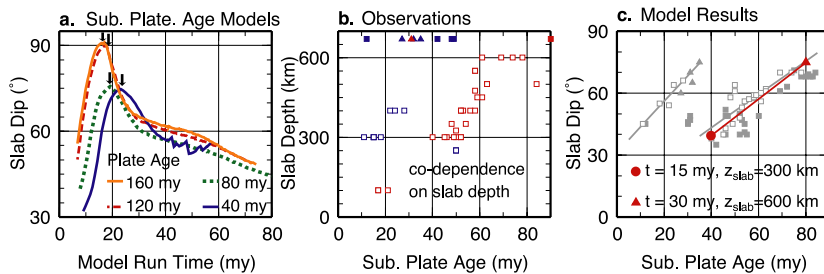 a. Sub. Plate. Age Models
90
60
30
Slab Dip (°)
Plate Age
160 my
120 my
80 my
40 my
0 20 40 60 80
Model Run Time (my)
b. Observations
600
300
0
Slab Depth (km)
co-dependence
on slab depth
0 20 40 60 80
Sub. Plate Age (my)
c. Model Results
90
60
30
0
Slab Dip (°)
t = 15 my, zslab=300 km
t = 30 my, zslab=600 km
0 20 40 60 80
Sub. Plate Age (my)